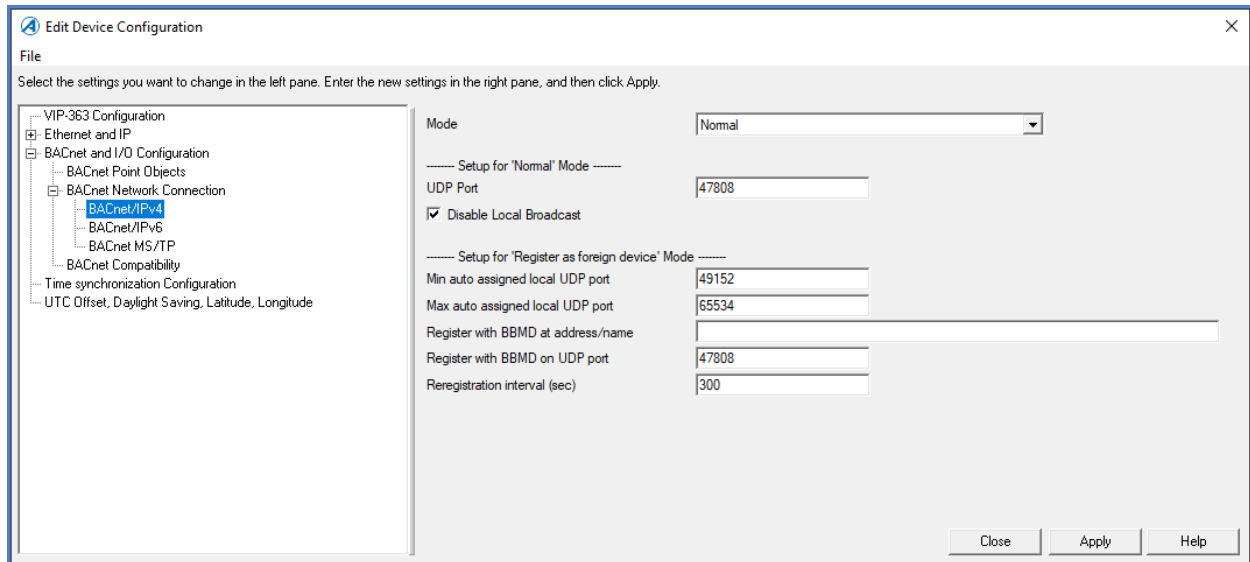 Edit Device Configuration
File
Select the settings you want to change in the left pane. Enter the new settings in the right pane, and then click Apply.
VIP-363 Configuration
Ethernet and IP
BACnet and I/O Configuration
BACnet Point Objects
BACnet Network Connection
BACnet/IPv4
BACnet/IPv6
BACnet MS/TP
BACnet Compatibility
Time synchronization Configuration
UTC Offset, Daylight Saving, Latitude, Longitude
Mode Normal
------- Setup for 'Normal' Mode -------
UDP Port 47808
Disable Local Broadcast
------- Setup for 'Register as foreign device' Mode -------
Min auto assigned local UDP port 49152
Max auto assigned local UDP port 65534
Register with BBMD at address/name
Register with BBMD on UDP port 47808
Reregistration interval (sec) 300
Close Apply Help